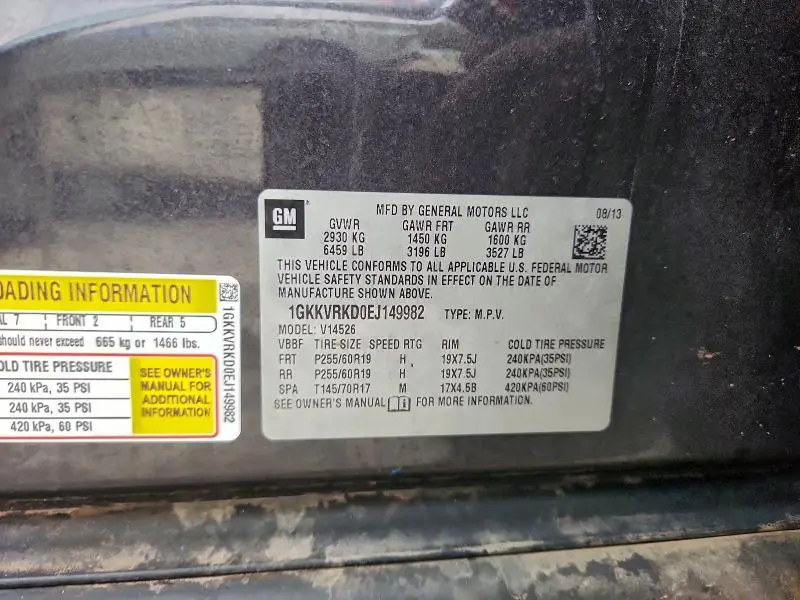 GM
MFD BY GENERAL MOTORS LLC 08/13
GVWR GAWR FRT GAWR RR
2930 KG 1450 KG 1600 KG
6459 LB 3196 LB 3527 LB
THIS VEHICLE CONFORMS TO ALL APPLICABLE U.S. FEDERAL MOTOR
VEHICLE SAFETY STANDARDS IN EFFECT ON THE DATE OF
MANUFACTURE SHOWN ABOVE.
1GKKVRKD0EJ149982 TYPE: M.P.V.
MODEL: V14526
VBBF TIRE-SIZE SPEED RTG RIM COLD TIRE PRESSURE
FRT P255/60R19 H 19X7.5J 240KPA(35PSI)
RR P255/60R19 H 19X7.5J 240KPA(35PSI)
SPA T145/70R17 M 17X4.5B 420KPA(60PSI)
SEE OWNER'S MANUAL FOR MORE INFORMATION.
OADING INFORMATION
AL 7 FRONT 2 REAR 5
should never exceed 665 kg or 1466 lbs.
OLD TIRE PRESSURE
240 kPa, 35 PSI
240 kPa, 35 PSI
420 kPa, 60 PSI
SEE OWNER'S
MANUAL FOR
ADDITIONAL
INFORMATION
1GKKVRKD0EJ149982